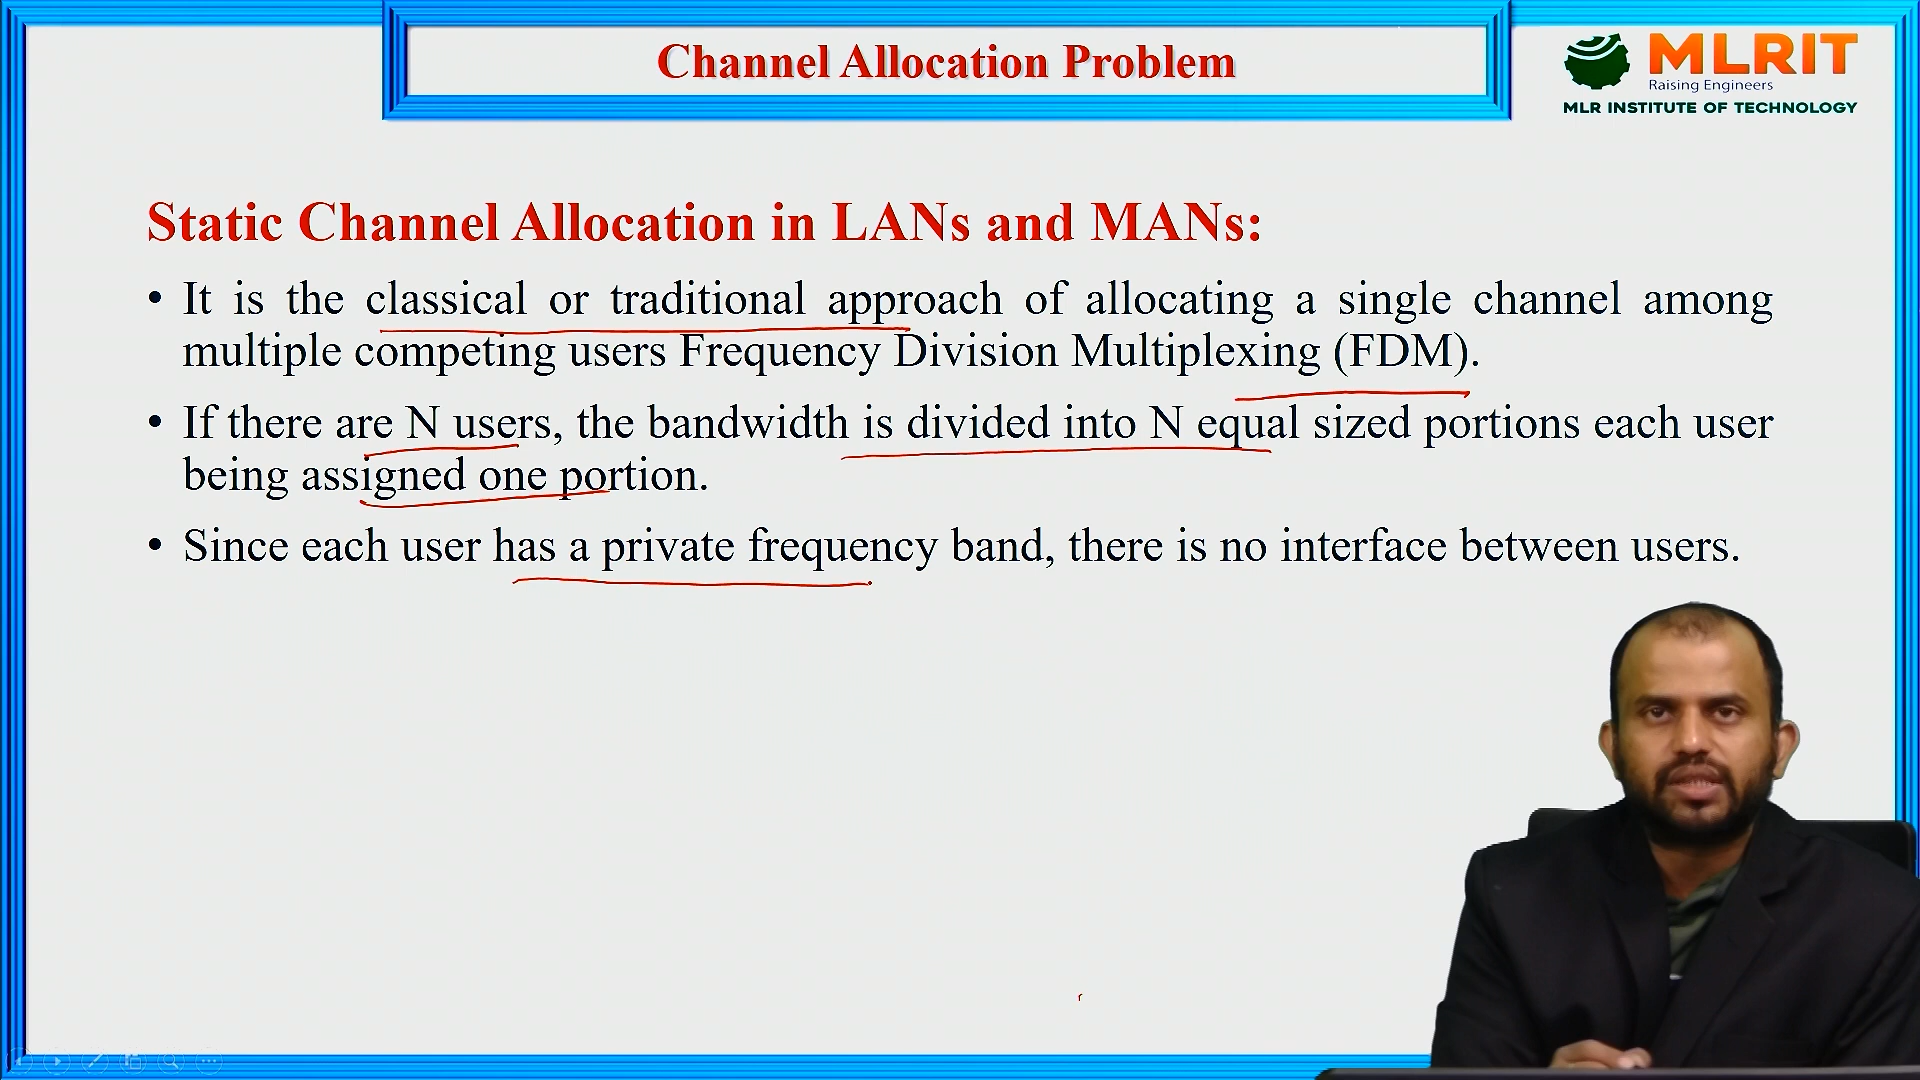 Channel Allocation Problem
MLRIT
Raising Engineers
MLR INSTITUTE OF TECHNOLOGY
Static Channel Allocation in LANs and MANs:
• It is the classical or traditional approach of allocating a single channel among
multiple competing users Frequency Division Multiplexing (FDM).
• If there are N users, the bandwidth is divided into N equal sized portions each user
being assigned one portion.
• Since each user has a private frequency band, there is no interface between users.